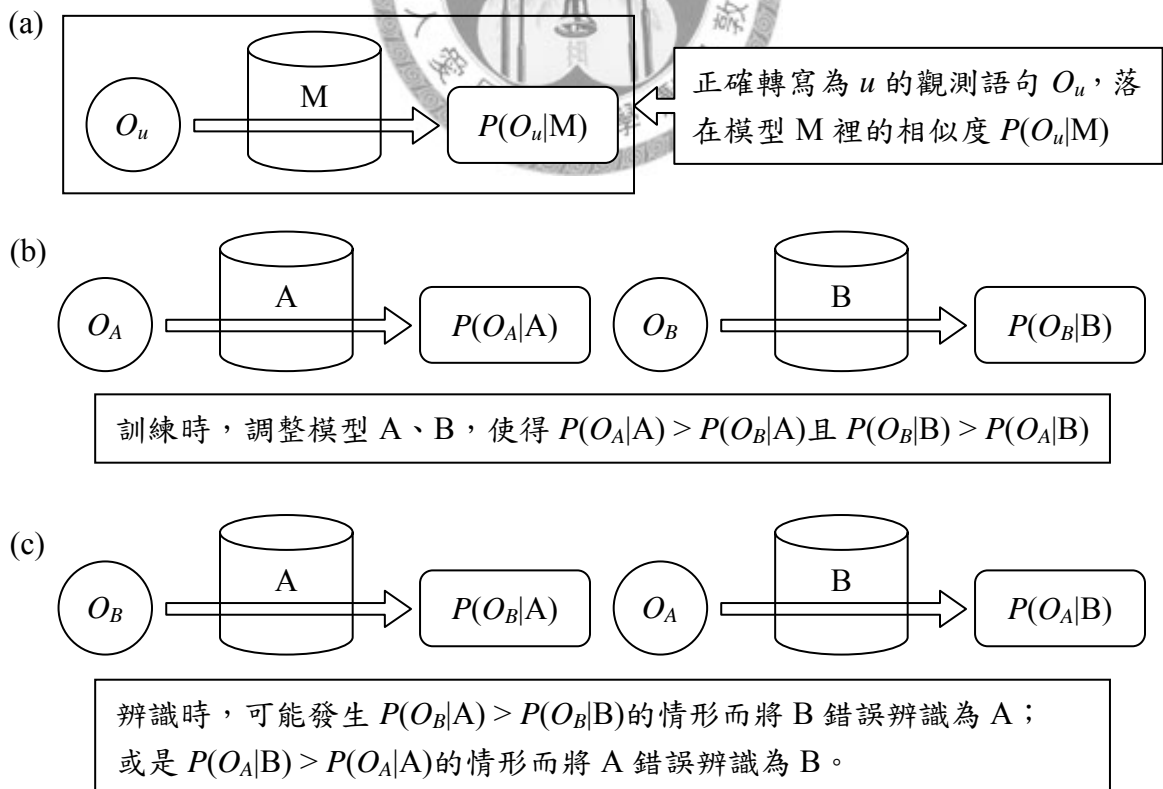 (a)
O_u
M
P(O_u|M)
正確轉寫為 u 的觀測語句 O_u，落
在模型 M 裡的相似度 P(O_u|M)
(b)
O_A
A
P(O_A|A)
O_B
B
P(O_B|B)
訓練時，調整模型 A、B，使得 P(O_A|A) > P(O_B|A)且 P(O_B|B) > P(O_A|B)
(c)
O_B
A
P(O_B|A)
O_A
B
P(O_A|B)
辨識時，可能發生 P(O_B|A) > P(O_B|B)的情形而將 B 錯誤辨識為 A；
或是 P(O_A|B) > P(O_A|A)的情形而將 A 錯誤辨識為 B。